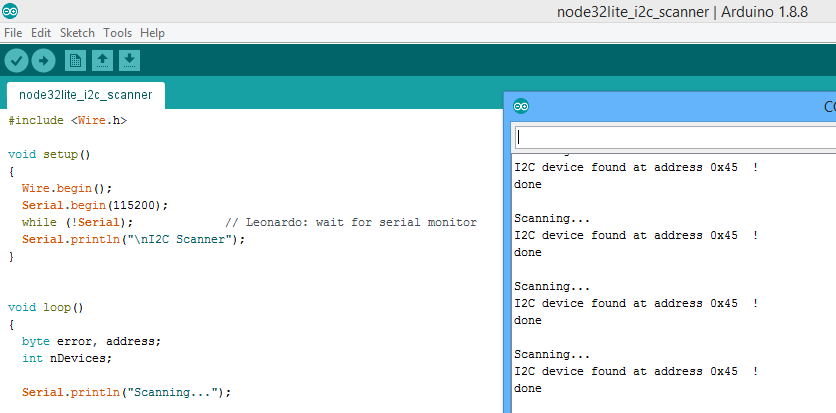 node32lite_i2c_scanner | Arduino 1.8.8
File Edit Sketch Tools Help
node32lite_i2c_scanner
#include <Wire.h>
void setup()
{
Wire.begin();
Serial.begin(115200);
while (!Serial); // Leonardo: wait for serial monitor
Serial.println("\nI2C Scanner");
}
void loop()
{
byte error, address;
int nDevices;
Serial.println("Scanning...");
I2C device found at address 0x45 !
done
Scanning...
I2C device found at address 0x45 !
done
Scanning...
I2C device found at address 0x45 !
done
Scanning...
I2C device found at address 0x45 !
done